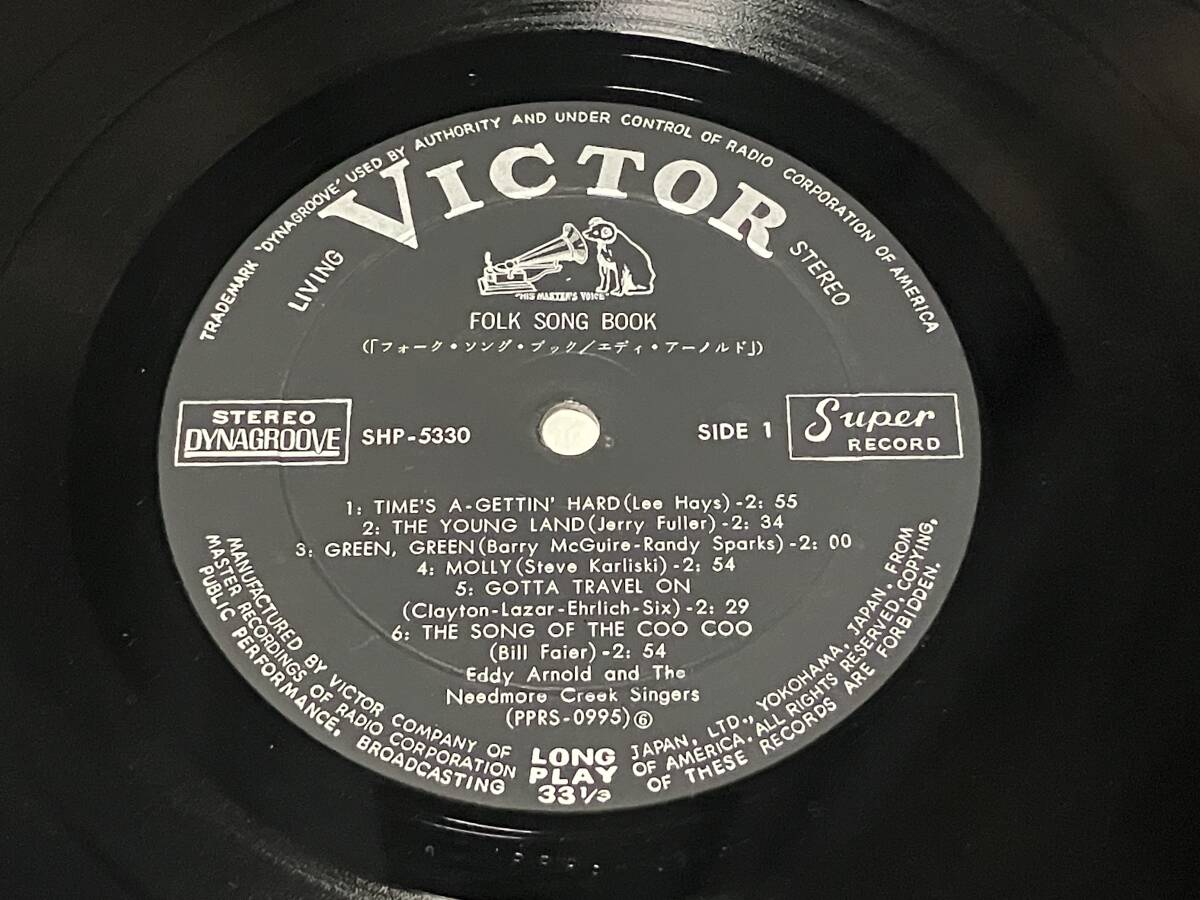 TRADEMARK "DYNAGROOVE" USED BY AUTHORITY AND UNDER CONTROL OF RADIO CORPORATION OF AMERICA
LIVING
VICTOR
STEREO
"HIS MASTER'S VOICE"
FOLK SONG BOOK
(「フォーク・ソング・ブック/エディ・アーノルド」)
STEREO
DYNAGROOVE
SHP-5330
SIDE 1
Super
RECORD
1: TIME'S A-GETTIN' HARD(Lee Hays)-2: 55
2: THE YOUNG LAND(Jerry Fuller)-2: 34
3: GREEN, GREEN(Barry McGuire-Randy Sparks)-2: 00
4: MOLLY(Steve Karliski)-2: 54
5: GOTTA TRAVEL ON
(Clayton-Lazar-Ehrlich-Six)-2: 29
6: THE SONG OF THE COO COO
(Bill Faier)-2: 54
Eddy Arnold and The
Needmore Creek Singers
(PPRS-0995)⑥
MANUFACTURED BY VICTOR COMPANY OF JAPAN, LTD., YOKOHAMA, JAPAN. FROM
MASTER RECORDINGS OF RADIO CORPORATION OF AMERICA. ALL RIGHTS RESERVED, COPYING,
PUBLIC PERFORMANCE, BROADCASTING OF THESE RECORDS ARE FORBIDDEN.
LONG
PLAY
33 1/3